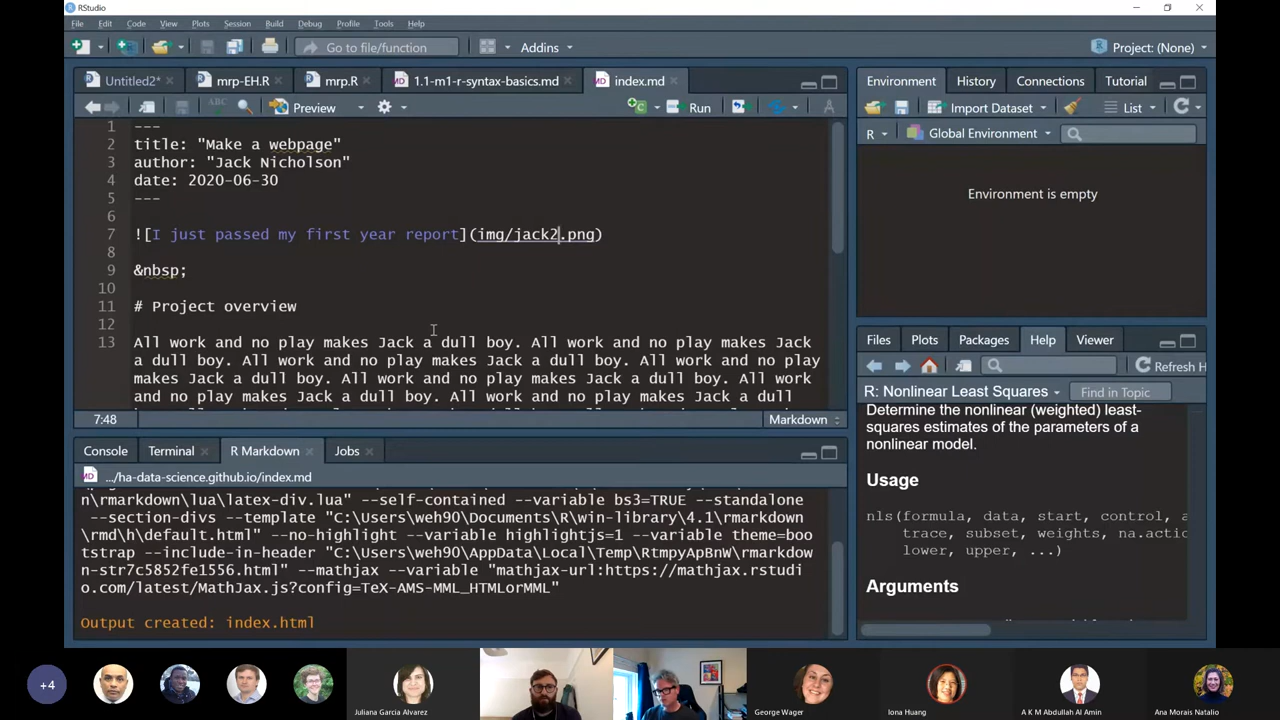 RStudio
File Edit Code View Plots Session Build Debug Profile Tools Help
Go to file/function
Addins
Project: (None)
Untitled2*
mrp-EH.R
mrp.R
1.1-m1-r-syntax-basics.md
index.md
Preview
Run
1 ---
2 title: "Make a webpage"
3 author: "Jack Nicholson"
4 date: 2020-06-30
5 ---
6
7 ![I just passed my first year report](img/jack2.png)
8
9 &nbsp;
10
11 # Project overview
12
13 All work and no play makes Jack a dull boy. All work and no play makes Jack
a dull boy. All work and no play makes Jack a dull boy. All work and no play
makes Jack a dull boy. All work and no play makes Jack a dull boy. All work
and no play makes Jack a dull boy. All work and no play makes Jack a dull
7:48
Markdown
Console Terminal R Markdown Jobs
.../ha-data-science.github.io/index.md
n\rmarkdown\lua\latex-div.lua" --self-contained --variable bs3=TRUE --standalone
--section-divs --template "C:\Users\weh90\Documents\R\win-library\4.1\rmarkdown
\rmd\h\default.html" --no-highlight --variable highlightjs=1 --variable theme=boo
tstrap --include-in-header "C:\Users\weh90\AppData\Local\Temp\RtmpyApBnW\rmarkdow
n-str7c5852fe1556.html" --mathjax --variable "mathjax-url:https://mathjax.rstudi
o.com/latest/MathJax.js?config=TeX-AMS-MML_HTMLorMML"
Output created: index.html
Environment History Connections Tutorial
Import Dataset
List
R
Global Environment
Environment is empty
Files Plots Packages Help Viewer
Refresh H
R: Nonlinear Least Squares
Find in Topic
Determine the nonlinear (weighted) least-
squares estimates of the parameters of a
nonlinear model.
Usage
nls(formula, data, start, control, a
trace, subset, weights, na.actio
lower, upper, ...)
Arguments
+4
Juliana Garcia Alvarez
George Wager
Iona Huang
A K M Abdullah Al Amin
Ana Morais Natalio